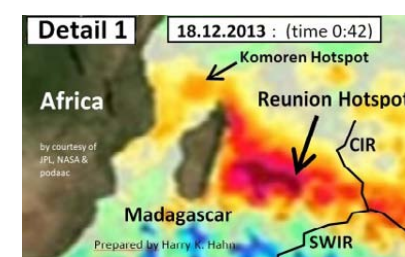 Detail 1
18.12.2013 : (time 0:42)
Komoren Hotspot
Africa
Reunion Hotspot
by courtesy of
JPL, NASA &
podaac
CIR
Madagascar
Prepared by Harry K. Hahn
SWIR